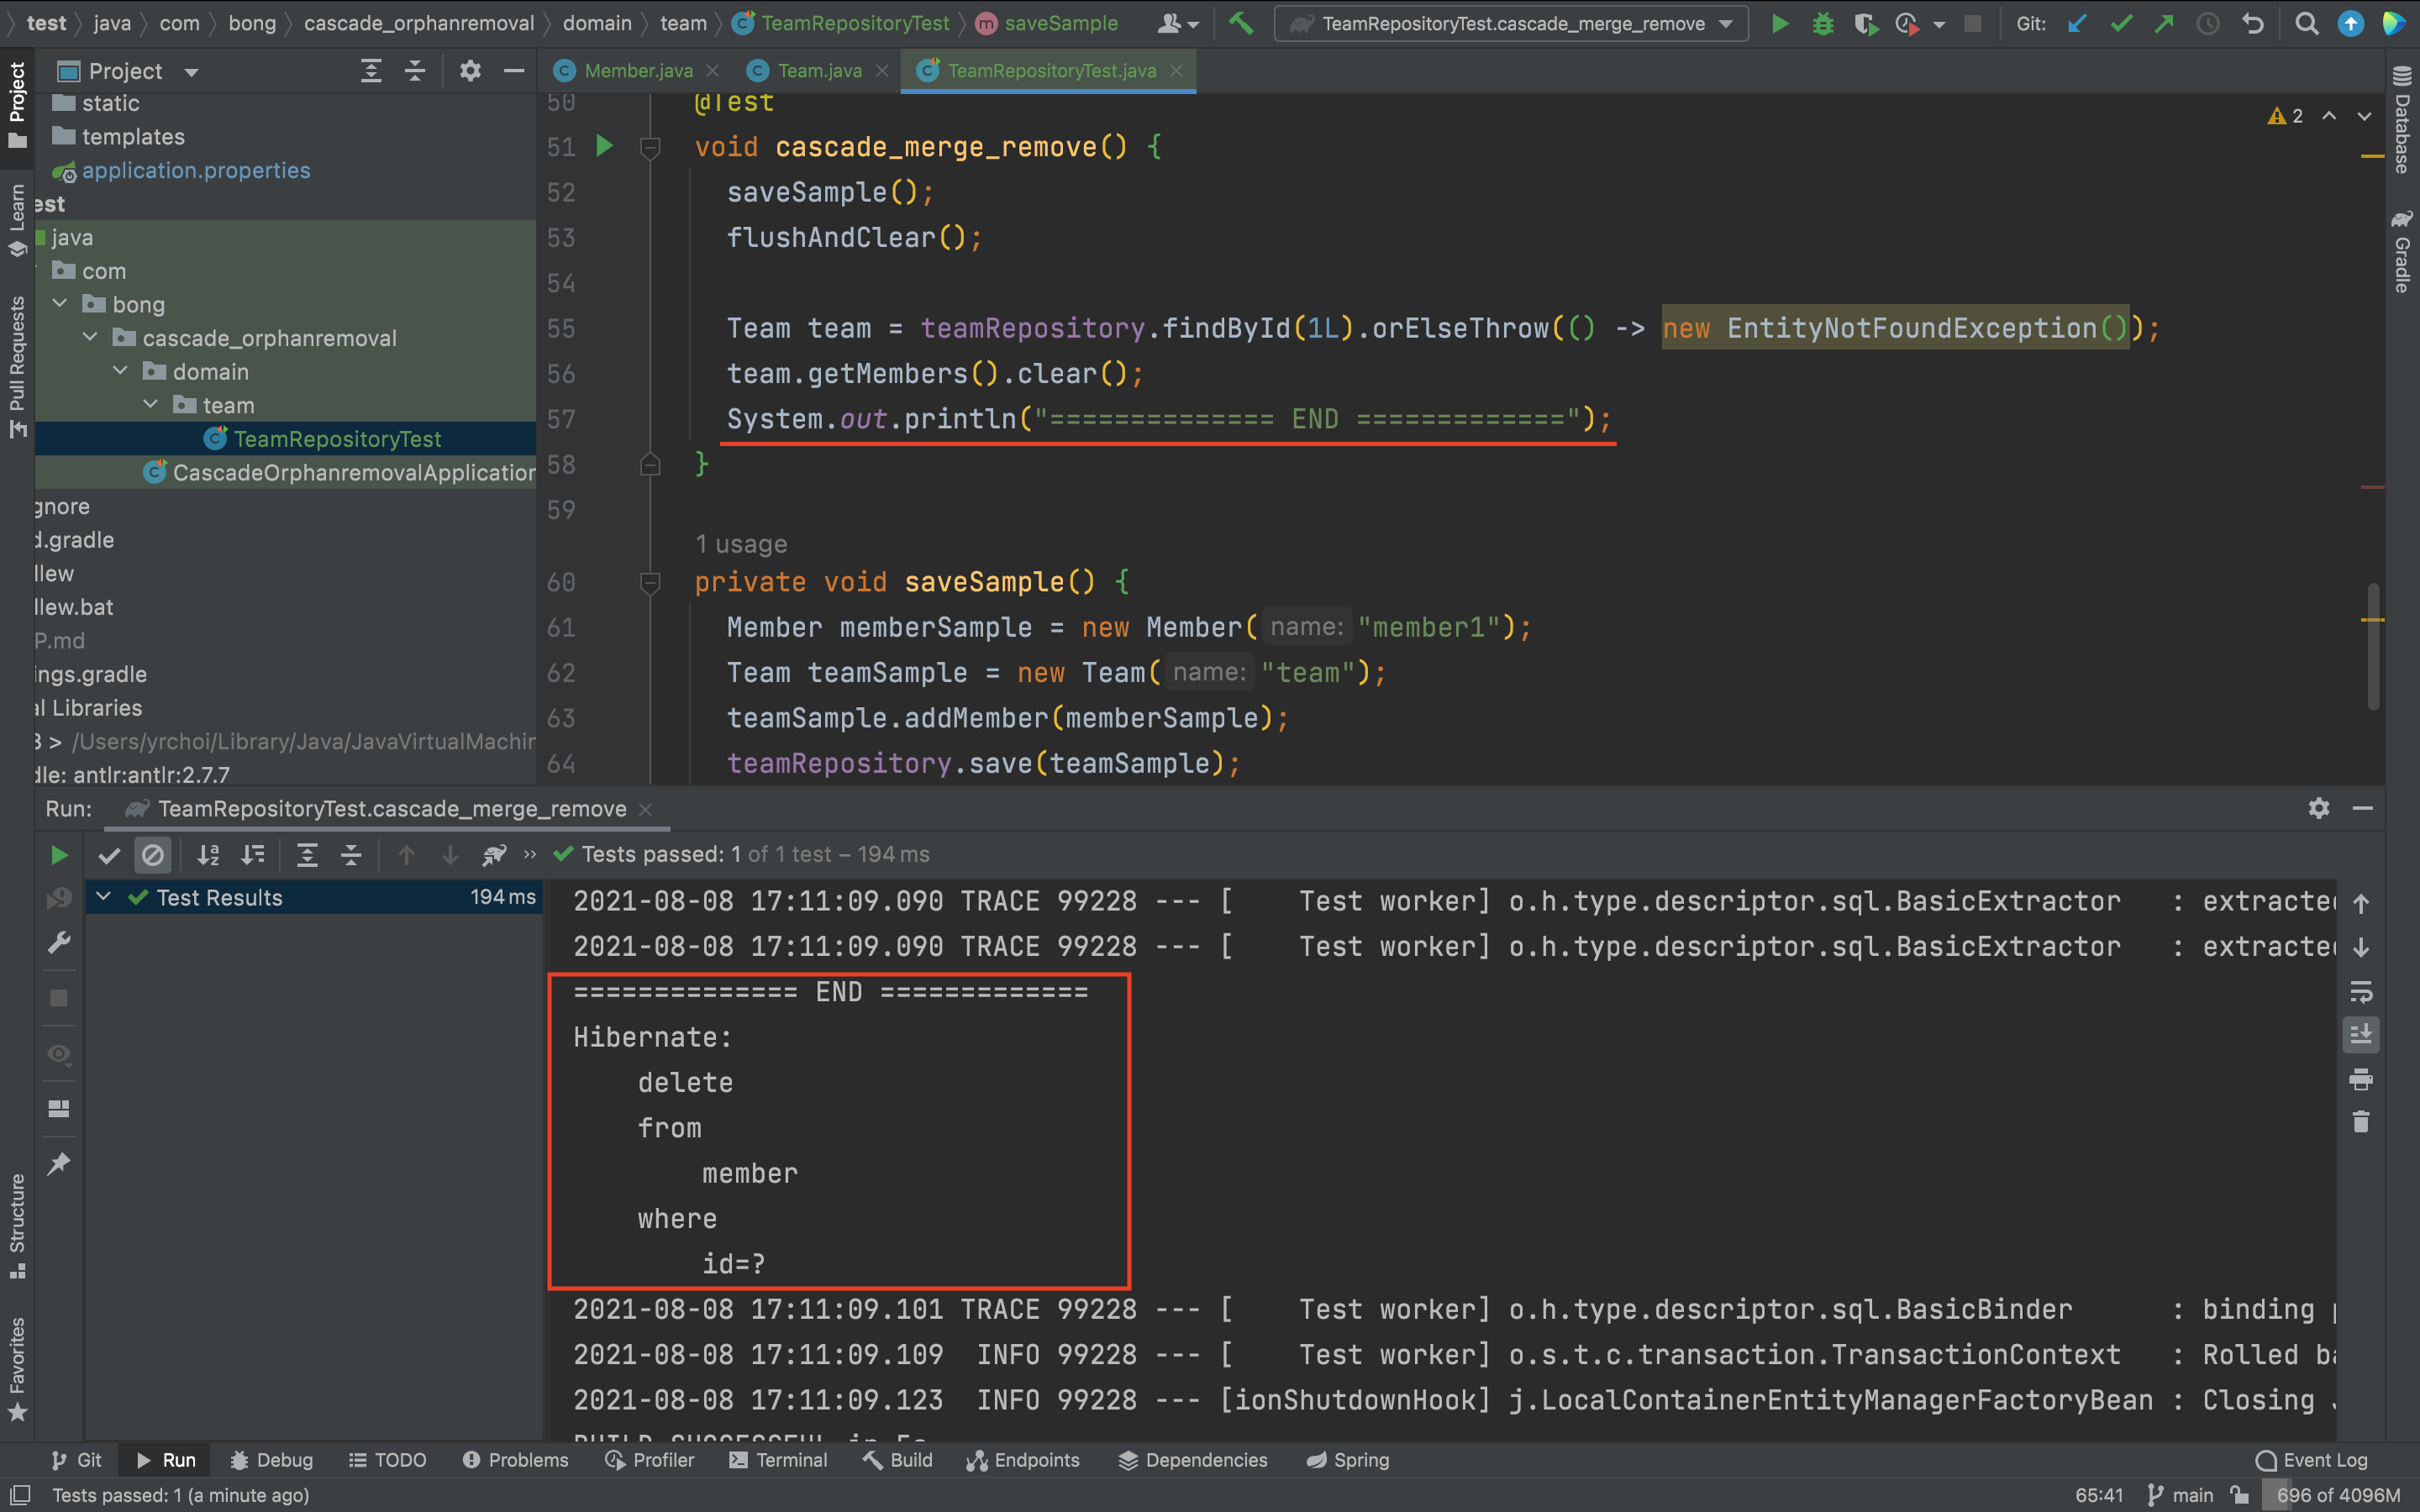 test java com bong cascade_orphanremoval domain team TeamRepositoryTest saveSample TeamRepositoryTest.cascade_merge_remove Git:
Project Member.java Team.java TeamRepositoryTest.java
Project
Learn
Pull Requests
Structure
Favorites
Database
Gradle
static
templates
application.properties
est
java
com
bong
cascade_orphanremoval
domain
team
TeamRepositoryTest
CascadeOrphanremovalApplication
gnore
d.gradle
llew
llew.bat
P.md
ings.gradle
al Libraries
> /Users/yrchoi/Library/Java/JavaVirtualMachin
dle: antlr:antlr:2.7.7
2
50 @Test
51 void cascade_merge_remove() {
52 saveSample();
53 flushAndClear();
54
55 Team team = teamRepository.findById(1L).orElseThrow(() -> new EntityNotFoundException());
56 team.getMembers().clear();
57 System.out.println("============== END =============");
58 }
59
1 usage
60 private void saveSample() {
61 Member memberSample = new Member( name: "member1");
62 Team teamSample = new Team( name: "team");
63 teamSample.addMember(memberSample);
64 teamRepository.save(teamSample);
Run: TeamRepositoryTest.cascade_merge_remove
Tests passed: 1 of 1 test – 194 ms
Test Results 194 ms
2021-08-08 17:11:09.090 TRACE 99228 --- [    Test worker] o.h.type.descriptor.sql.BasicExtractor   : extracted
2021-08-08 17:11:09.090 TRACE 99228 --- [    Test worker] o.h.type.descriptor.sql.BasicExtractor   : extracted
============== END =============
Hibernate:
delete
from
member
where
id=?
2021-08-08 17:11:09.101 TRACE 99228 --- [    Test worker] o.h.type.descriptor.sql.BasicBinder      : binding
2021-08-08 17:11:09.109  INFO 99228 --- [    Test worker] o.s.t.c.transaction.TransactionContext   : Rolled ba
2021-08-08 17:11:09.123  INFO 99228 --- [ionShutdownHook] j.LocalContainerEntityManagerFactoryBean : Closing
BUILD SUCCESSFUL in 5s
Git Run Debug TODO Problems Profiler Terminal Build Endpoints Dependencies Spring Event Log
Tests passed: 1 (a minute ago) 65:41 main 696 of 4096M